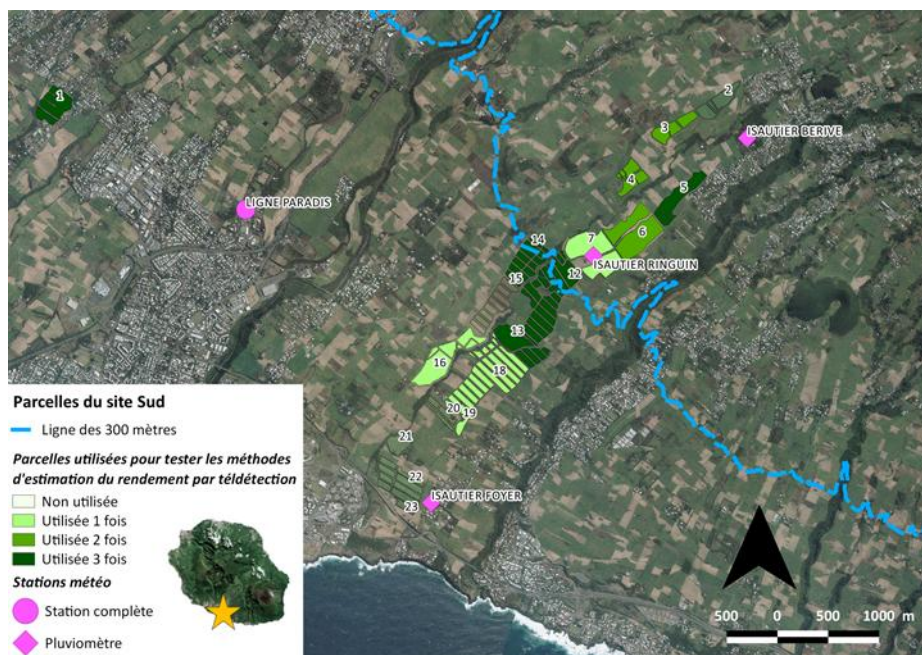 1
2
3
ISAUTIER BERIVE
4
5
LIGNE PARADIS
6
7
14
ISAUTIER RINGUIN
12
15
13
16
18
20
19
21
22
23
ISAUTIER FOYER
Parcelles du site Sud
Ligne des 300 mètres
Parcelles utilisées pour tester les méthodes
d'estimation du rendement par téldétection
Non utilisée
Utilisée 1 fois
Utilisée 2 fois
Utilisée 3 fois
Stations météo
Station complète
Pluviomètre
500 0 500 1000 m